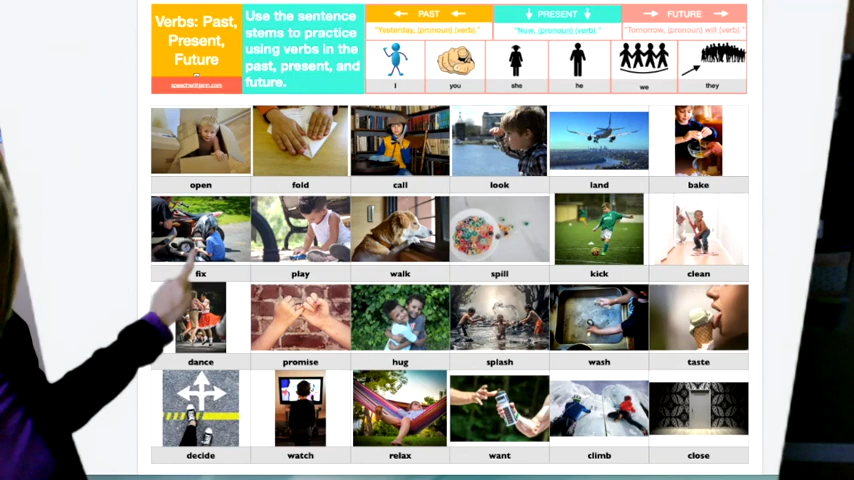 Verbs: Past,
Present,
Future
speechwithjenn.com
Use the sentence
stems to practice
using verbs in the
past, present, and
future.
PAST
"Yesterday, (pronoun) (verb)."
PRESENT
"Now, (pronoun) (verb)."
FUTURE
"Tomorrow, (pronoun) will (verb)."
I you she he we they
open fold call look land bake
fix play walk spill kick clean
dance promise hug splash wash taste
decide watch relax want climb close